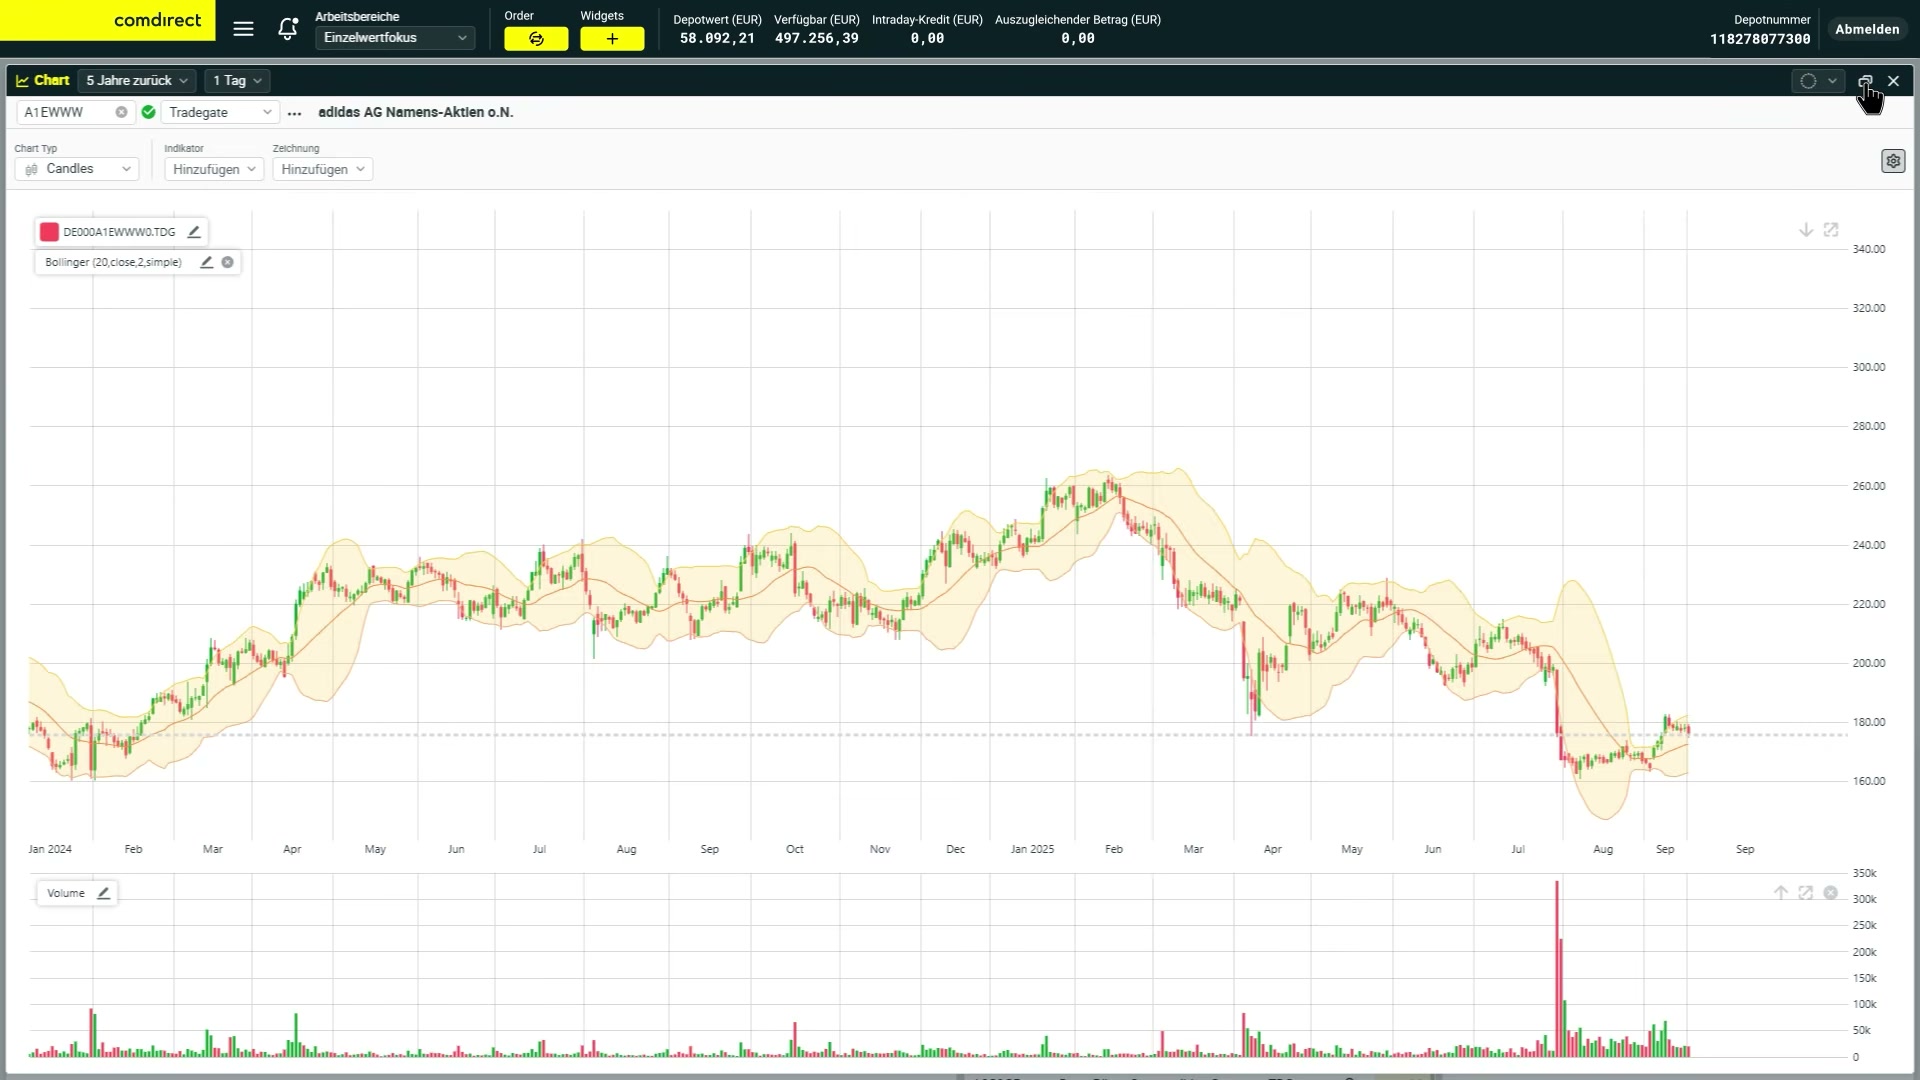 comdirect
Arbeitsbereiche
Einzelwertfokus
Order
Widgets
Depotwert (EUR) Verfügbar (EUR) Intraday-Kredit (EUR) Auszugleichender Betrag (EUR)
58.092,21 497.256,39 0,00 0,00
Depotnummer
118278077300
Abmelden
Chart 5 Jahre zurück 1 Tag
A1EWWW Tradegate adidas AG Namens-Aktien o.N.
Chart Typ Indikator Zeichnung
Candles Hinzufügen Hinzufügen
DE000A1EWWW0.TDG
Bollinger (20,close,2,simple)
340.00
320.00
300.00
280.00
260.00
240.00
220.00
200.00
180.00
160.00
Jan 2024 Feb Mar Apr May Jun Jul Aug Sep Oct Nov Dec Jan 2025 Feb Mar Apr May Jun Jul Aug Sep Sep
Volume
350k
300k
250k
200k
150k
100k
50k
0